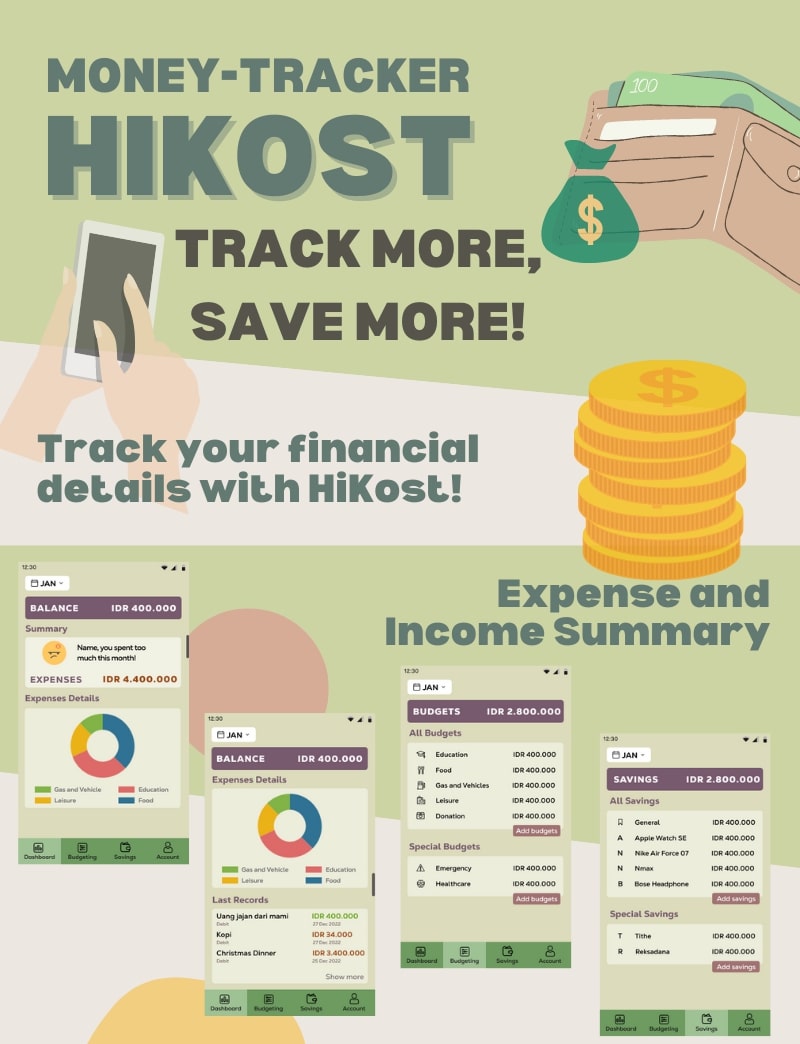 MONEY-TRACKER
HIKOST
100
$
TRACK MORE,
SAVE MORE!
$
Track your financial
details with HiKost!
Expense and
Income Summary
12:30
JAN
BALANCE IDR 400.000
Summary
Name, you spent too
much this month!
EXPENSES IDR 4.400.000
Expenses Details
Gas and Vehicle Education
Leisure Food
Dashboard Budgeting Savings Account
12:30
JAN
BALANCE IDR 400.000
Expenses Details
Gas and Vehicle Education
Leisure Food
Last Records
Uang jajan dari mami IDR 400.000
Debit 27 Dec 2022
Kopi IDR 34.000
Debit 27 Dec 2022
Christmas Dinner IDR 3.400.000
Debit 26 Dec 2022
Show more
Dashboard Budgeting Savings Account
12:30
JAN
BUDGETS IDR 2.800.000
All Budgets
Education IDR 400.000
Food IDR 400.000
Gas and Vehicles IDR 400.000
Leisure IDR 400.000
Donation IDR 400.000
Add budgets
Special Budgets
Emergency IDR 400.000
Healthcare IDR 400.000
Add budgets
Dashboard Budgeting Savings Account
12:30
JAN
SAVINGS IDR 2.800.000
All Savings
General IDR 400.000
A Apple Watch SE IDR 400.000
N Nike Air Force 07 IDR 400.000
N Nmax IDR 400.000
B Bose Headphone IDR 400.000
Add savings
Special Savings
T Tithe IDR 400.000
R Reksadana IDR 400.000
Add savings
Dashboard Budgeting Savings Account